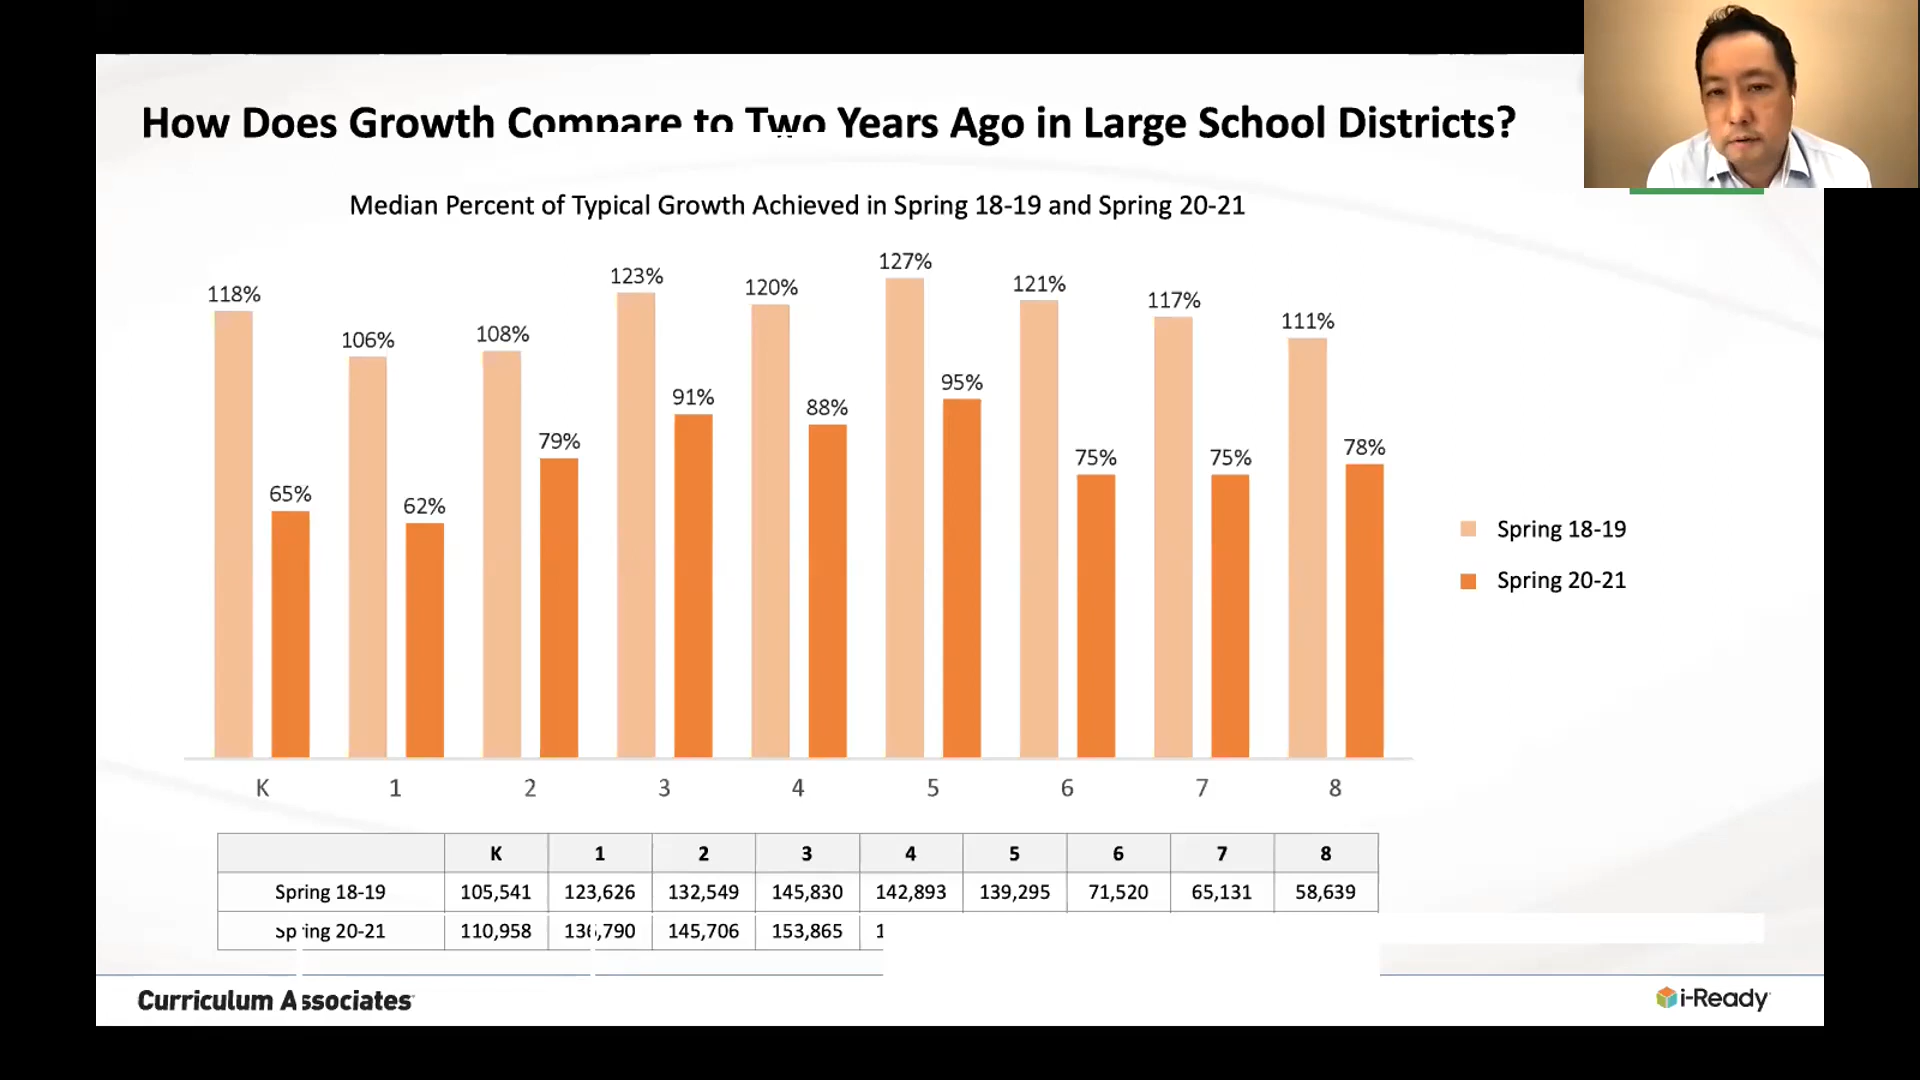 How Does Growth Compare to Two Years Ago in Large School Districts?
Median Percent of Typical Growth Achieved in Spring 18-19 and Spring 20-21
118% 65% 106% 62% 108% 79% 123% 91% 120% 88% 127% 95% 121% 75% 117% 75% 111% 78%
Spring 18-19
Spring 20-21
K 1 2 3 4 5 6 7 8
K 1 2 3 4 5 6 7 8
Spring 18-19 105,541 123,626 132,549 145,830 142,893 139,295 71,520 65,131 58,639
Spring 20-21 110,958 145,706 153,865
Curriculum Associates
i-Ready